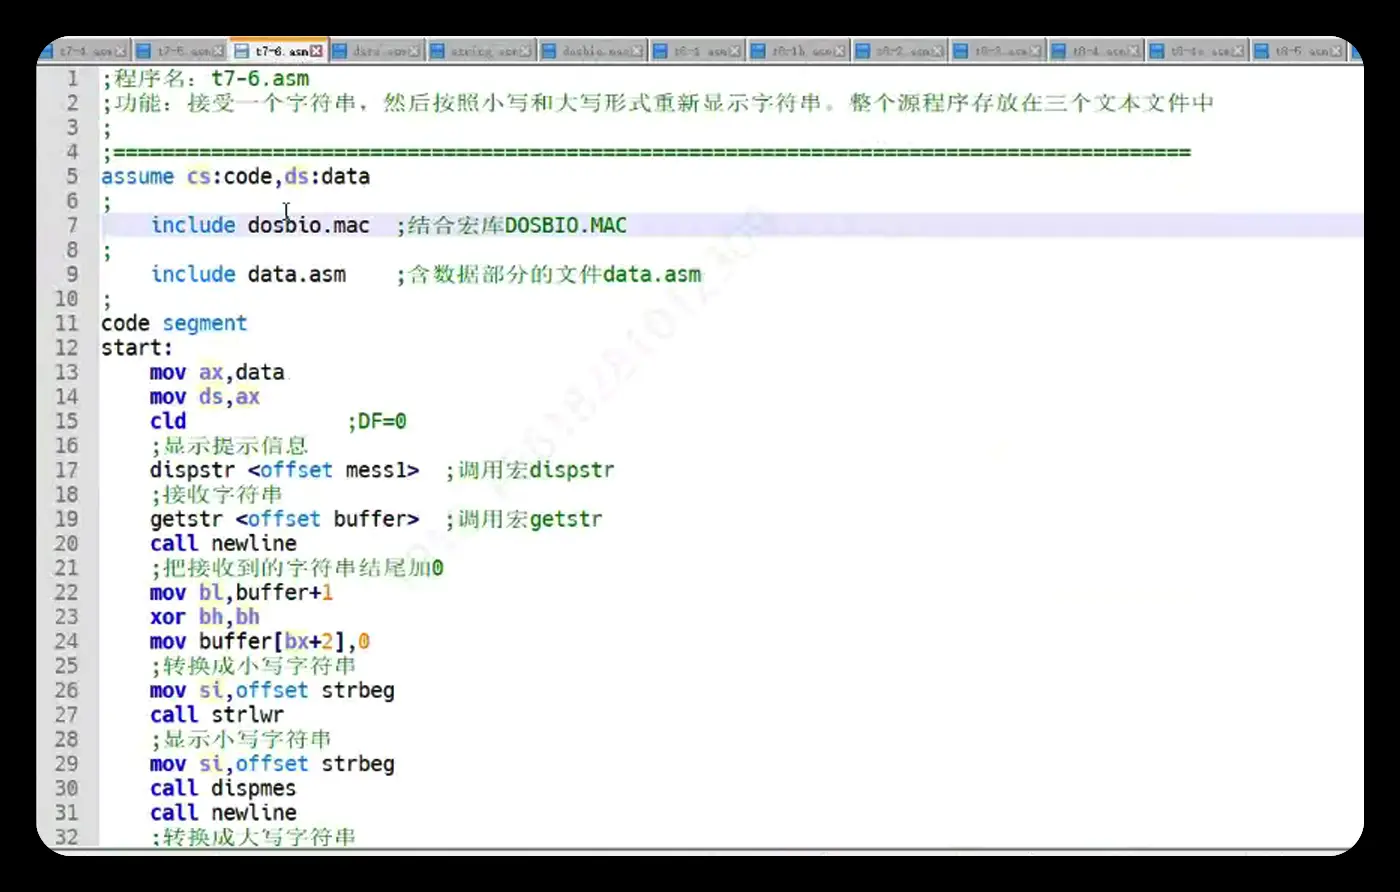 t7-4.asm t7-5.asm t7-6.asm data.asm string.asm dosbio.mac t8-1.asm t8-1b.asm t8-2.asm t8-3.asm t8-4.asm t8-5.asm
1 ;程序名：t7-6.asm
2 ;功能：接受一个字符串，然后按照小写和大写形式重新显示字符串。整个源程序存放在三个文本文件中
3 ;
4 ;========================================================================================
5 assume cs:code,ds:data
6 ;
7 include dosbio.mac ;结合宏库DOSBIO.MAC
8 ;
9 include data.asm ;含数据部分的文件data.asm
10 ;
11 code segment
12 start:
13 mov ax,data
14 mov ds,ax
15 cld ;DF=0
16 ;显示提示信息
17 dispstr <offset mess1> ;调用宏dispstr
18 ;接收字符串
19 getstr <offset buffer> ;调用宏getstr
20 call newline
21 ;把接收到的字符串结尾加0
22 mov bl,buffer+1
23 xor bh,bh
24 mov buffer[bx+2],0
25 ;转换成小写字符串
26 mov si,offset strbeg
27 call strlwr
28 ;显示小写字符串
29 mov si,offset strbeg
30 call dispmes
31 call newline
32 ;转换成大写字符串